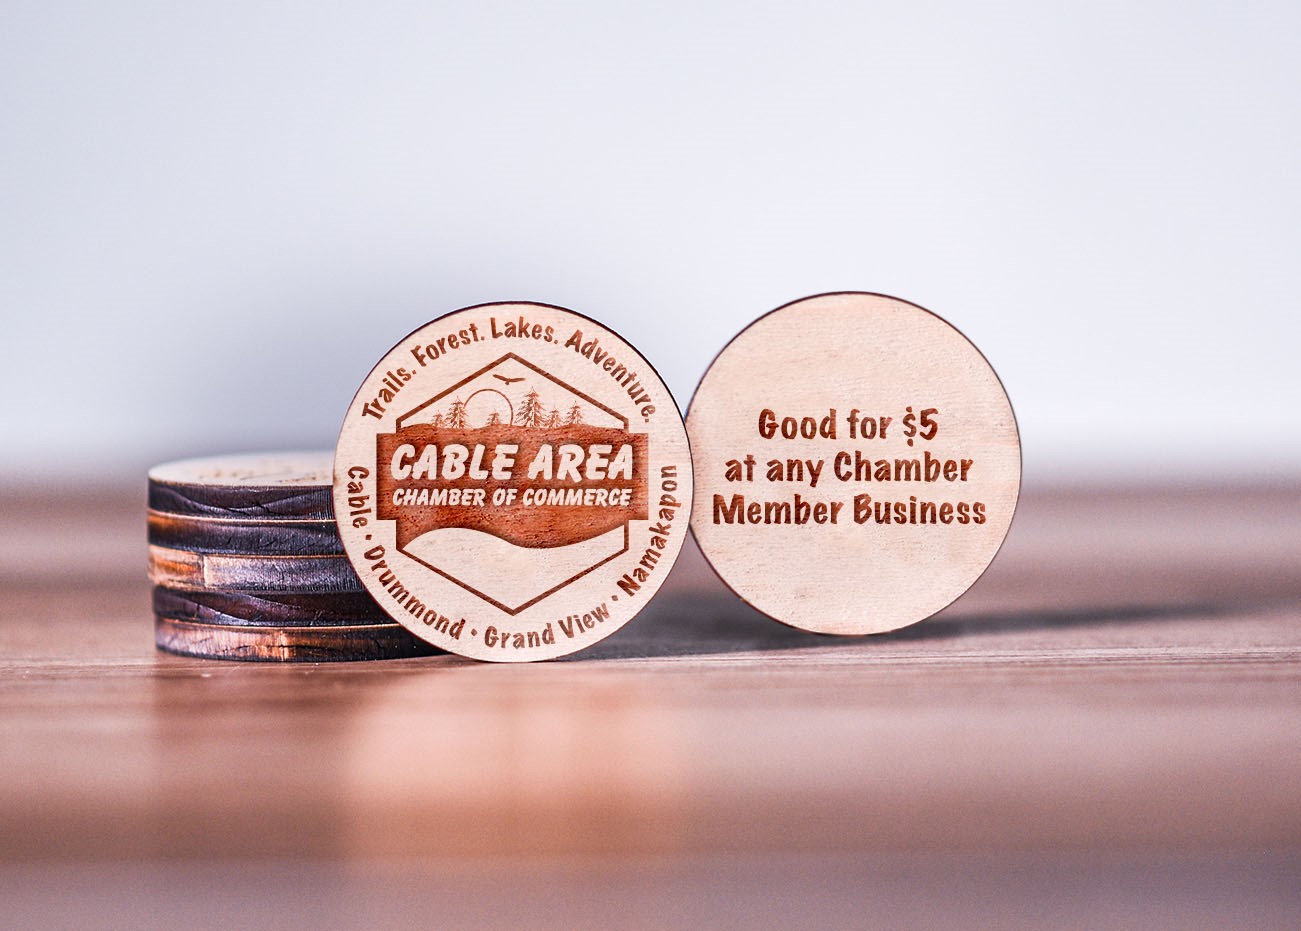 Trails. Forest. Lakes. Adventure.
CABLE AREA
CHAMBER OF COMMERCE
Cable • Drummond • Grand View • Namakapon
Good for $5
at any Chamber
Member Business